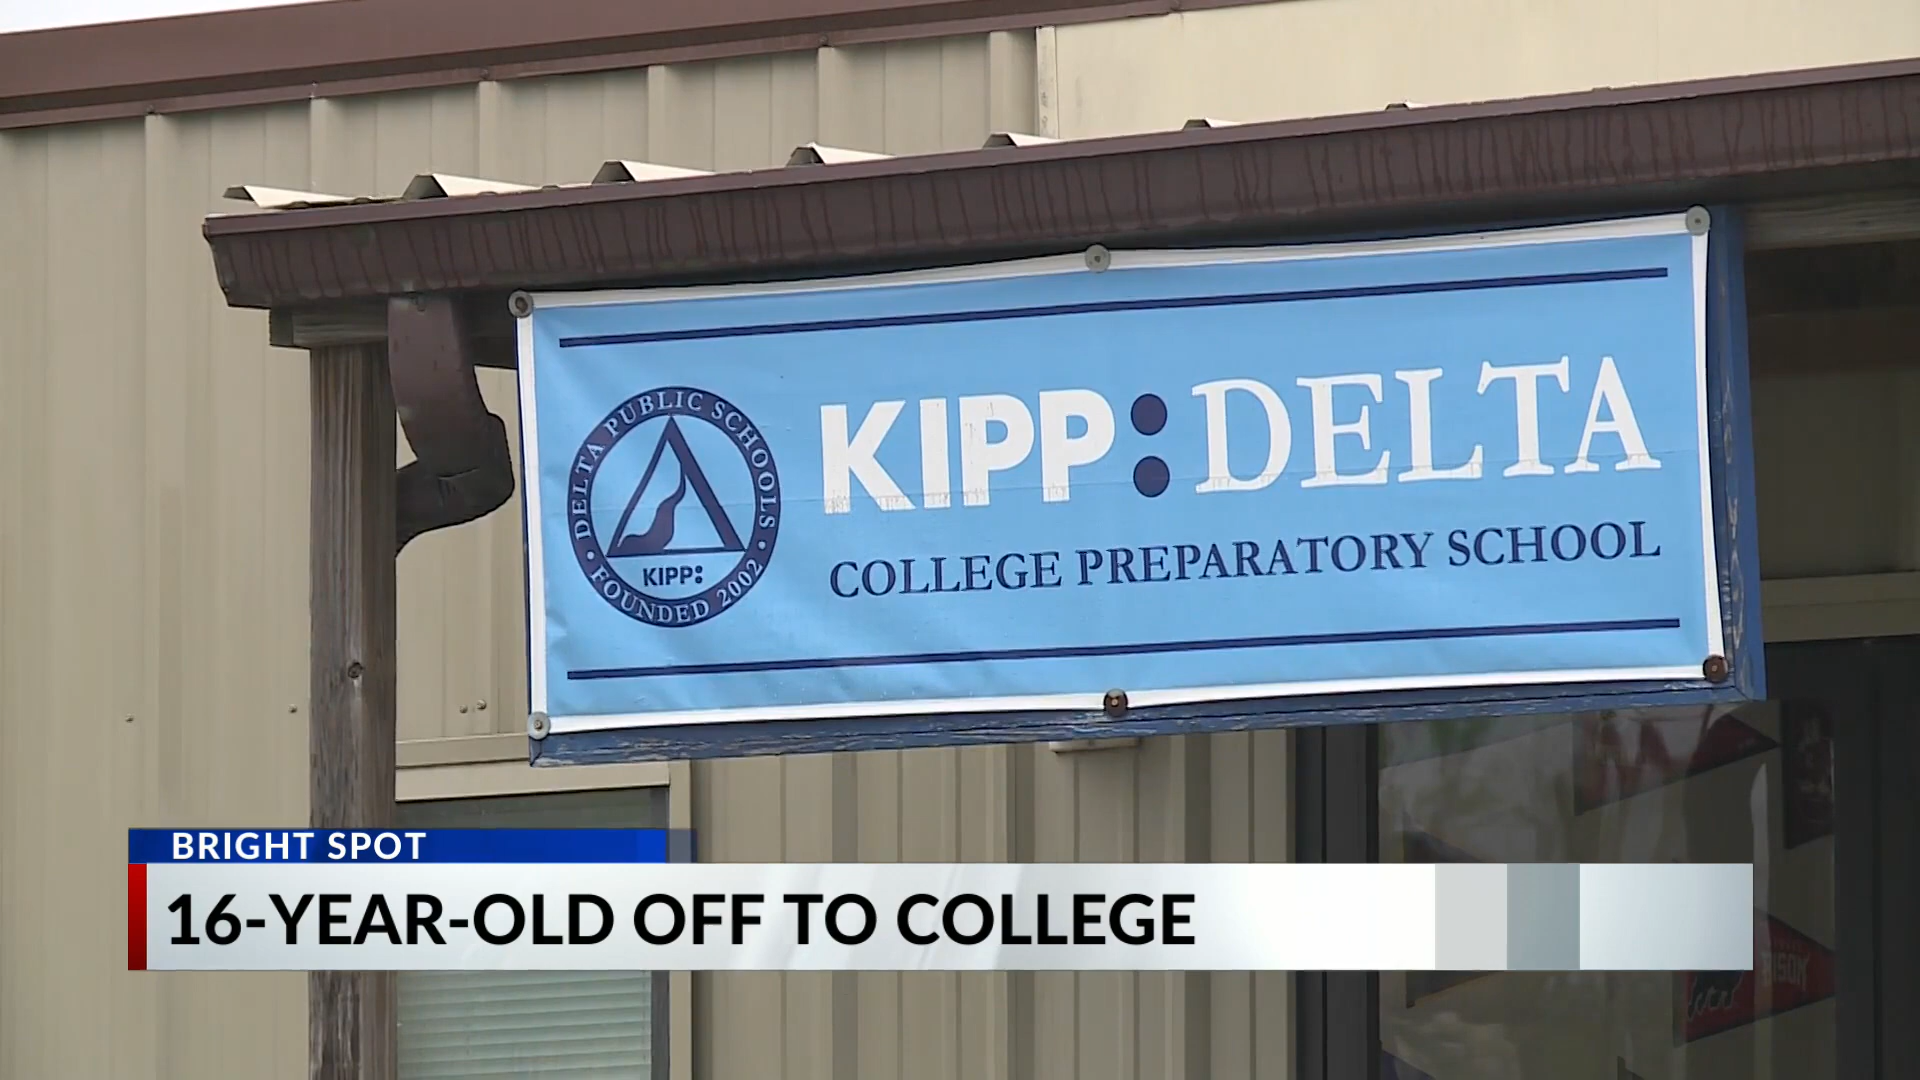 DELTA PUBLIC SCHOOLS
KIPP:
• FOUNDED 2002 •
KIPP:DELTA
COLLEGE PREPARATORY SCHOOL
BRIGHT SPOT
16-YEAR-OLD OFF TO COLLEGE